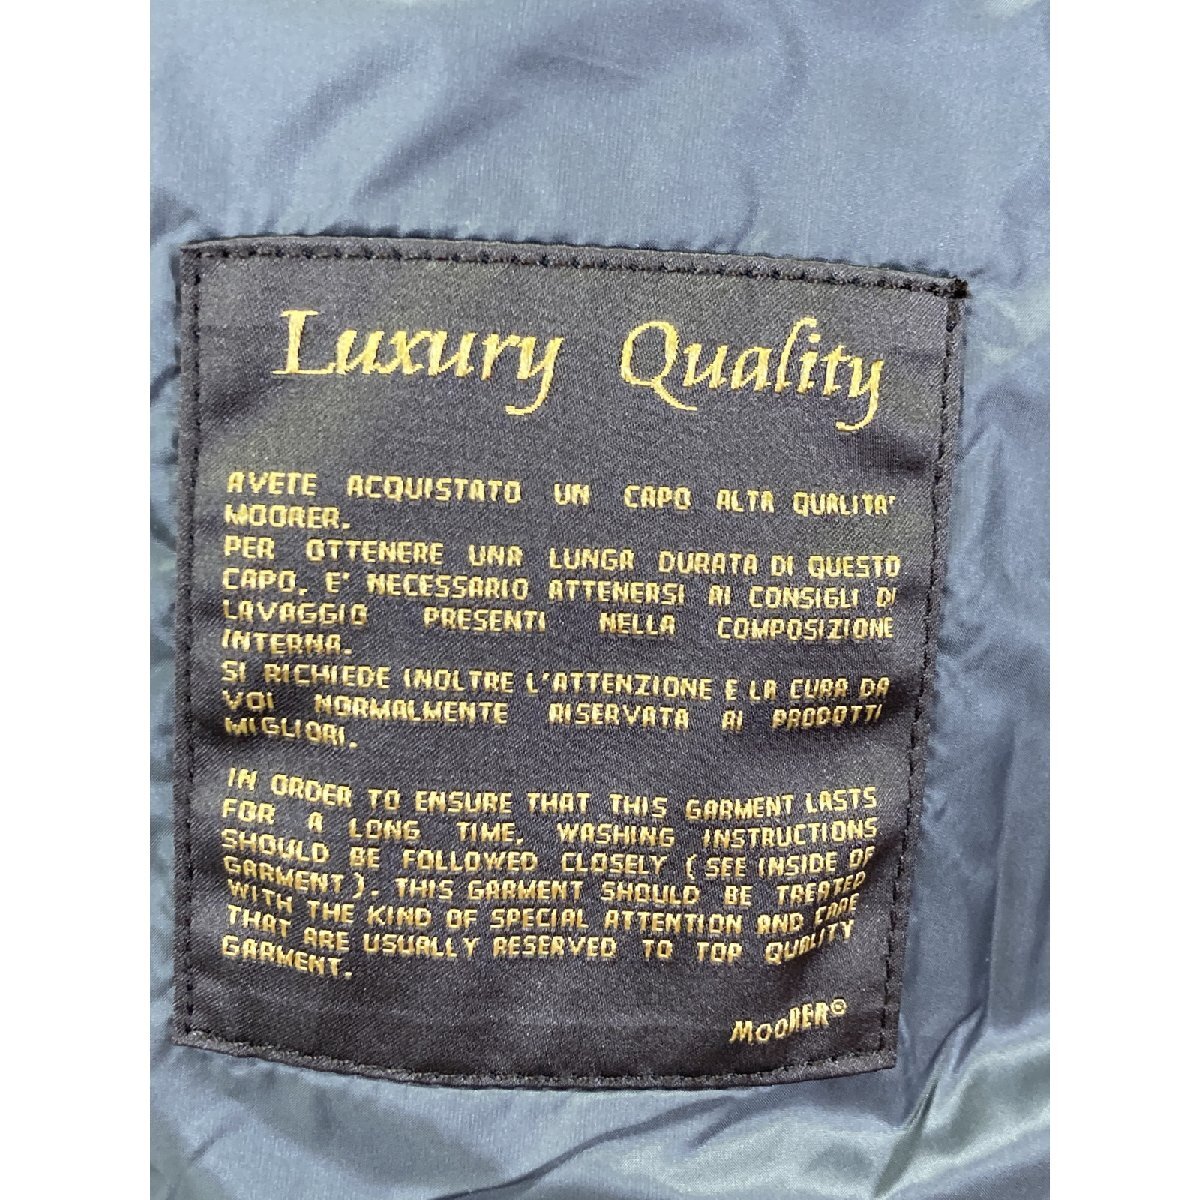 Luxury Quality
AVETE ACQUISTATO UN CAPO ALTA QUALITA'
MOORER.
PER OTTENERE UNA LUNGA DURATA DI QUESTO
CAPO. E' NECESSARIO ATTENERSI AI CONSIGLI DI
LAVAGGIO PRESENTI NELLA COMPOSIZIONE
INTERNA.
SI RICHIEDE INOLTRE L'ATTENZIONE E LA CURA DA
VOI NORMALMENTE RISERVATA AI PRODOTTI
MIGLIORI.
IN ORDER TO ENSURE THAT THIS GARMENT LASTS
FOR A LONG TIME, WASHING INSTRUCTIONS
SHOULD BE FOLLOWED CLOSELY (SEE INSIDE OF
GARMENT). THIS GARMENT SHOULD BE TREATED
WITH THE KIND OF SPECIAL ATTENTION AND CARE
THAT ARE USUALLY RESERVED TO TOP QUALITY
GARMENT.
MOORER®